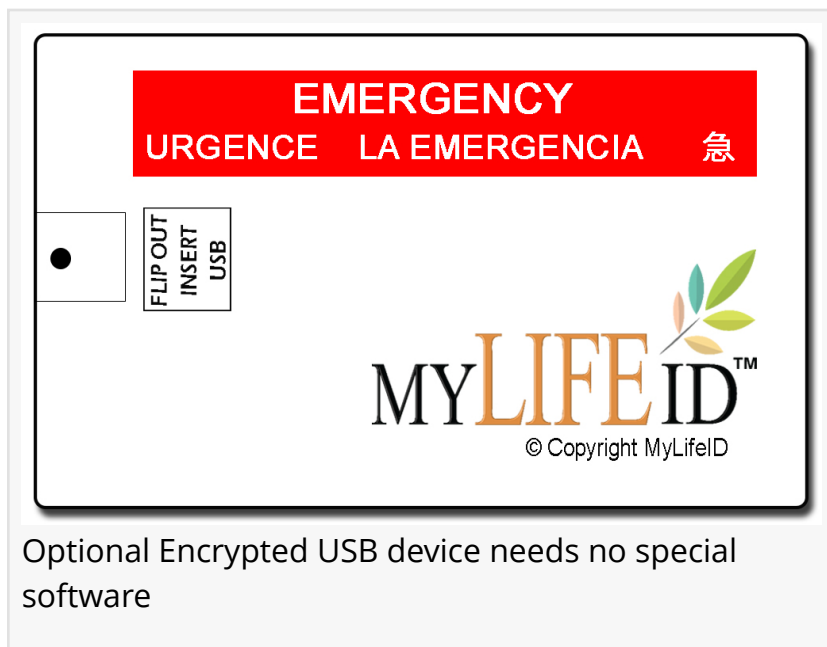 EMERGENCY
URGENCE LA EMERGENCIA 急
FLIP OUT
INSERT
USB
MYLIFEID™
© Copyright MyLifeID
Optional Encrypted USB device needs no special
software